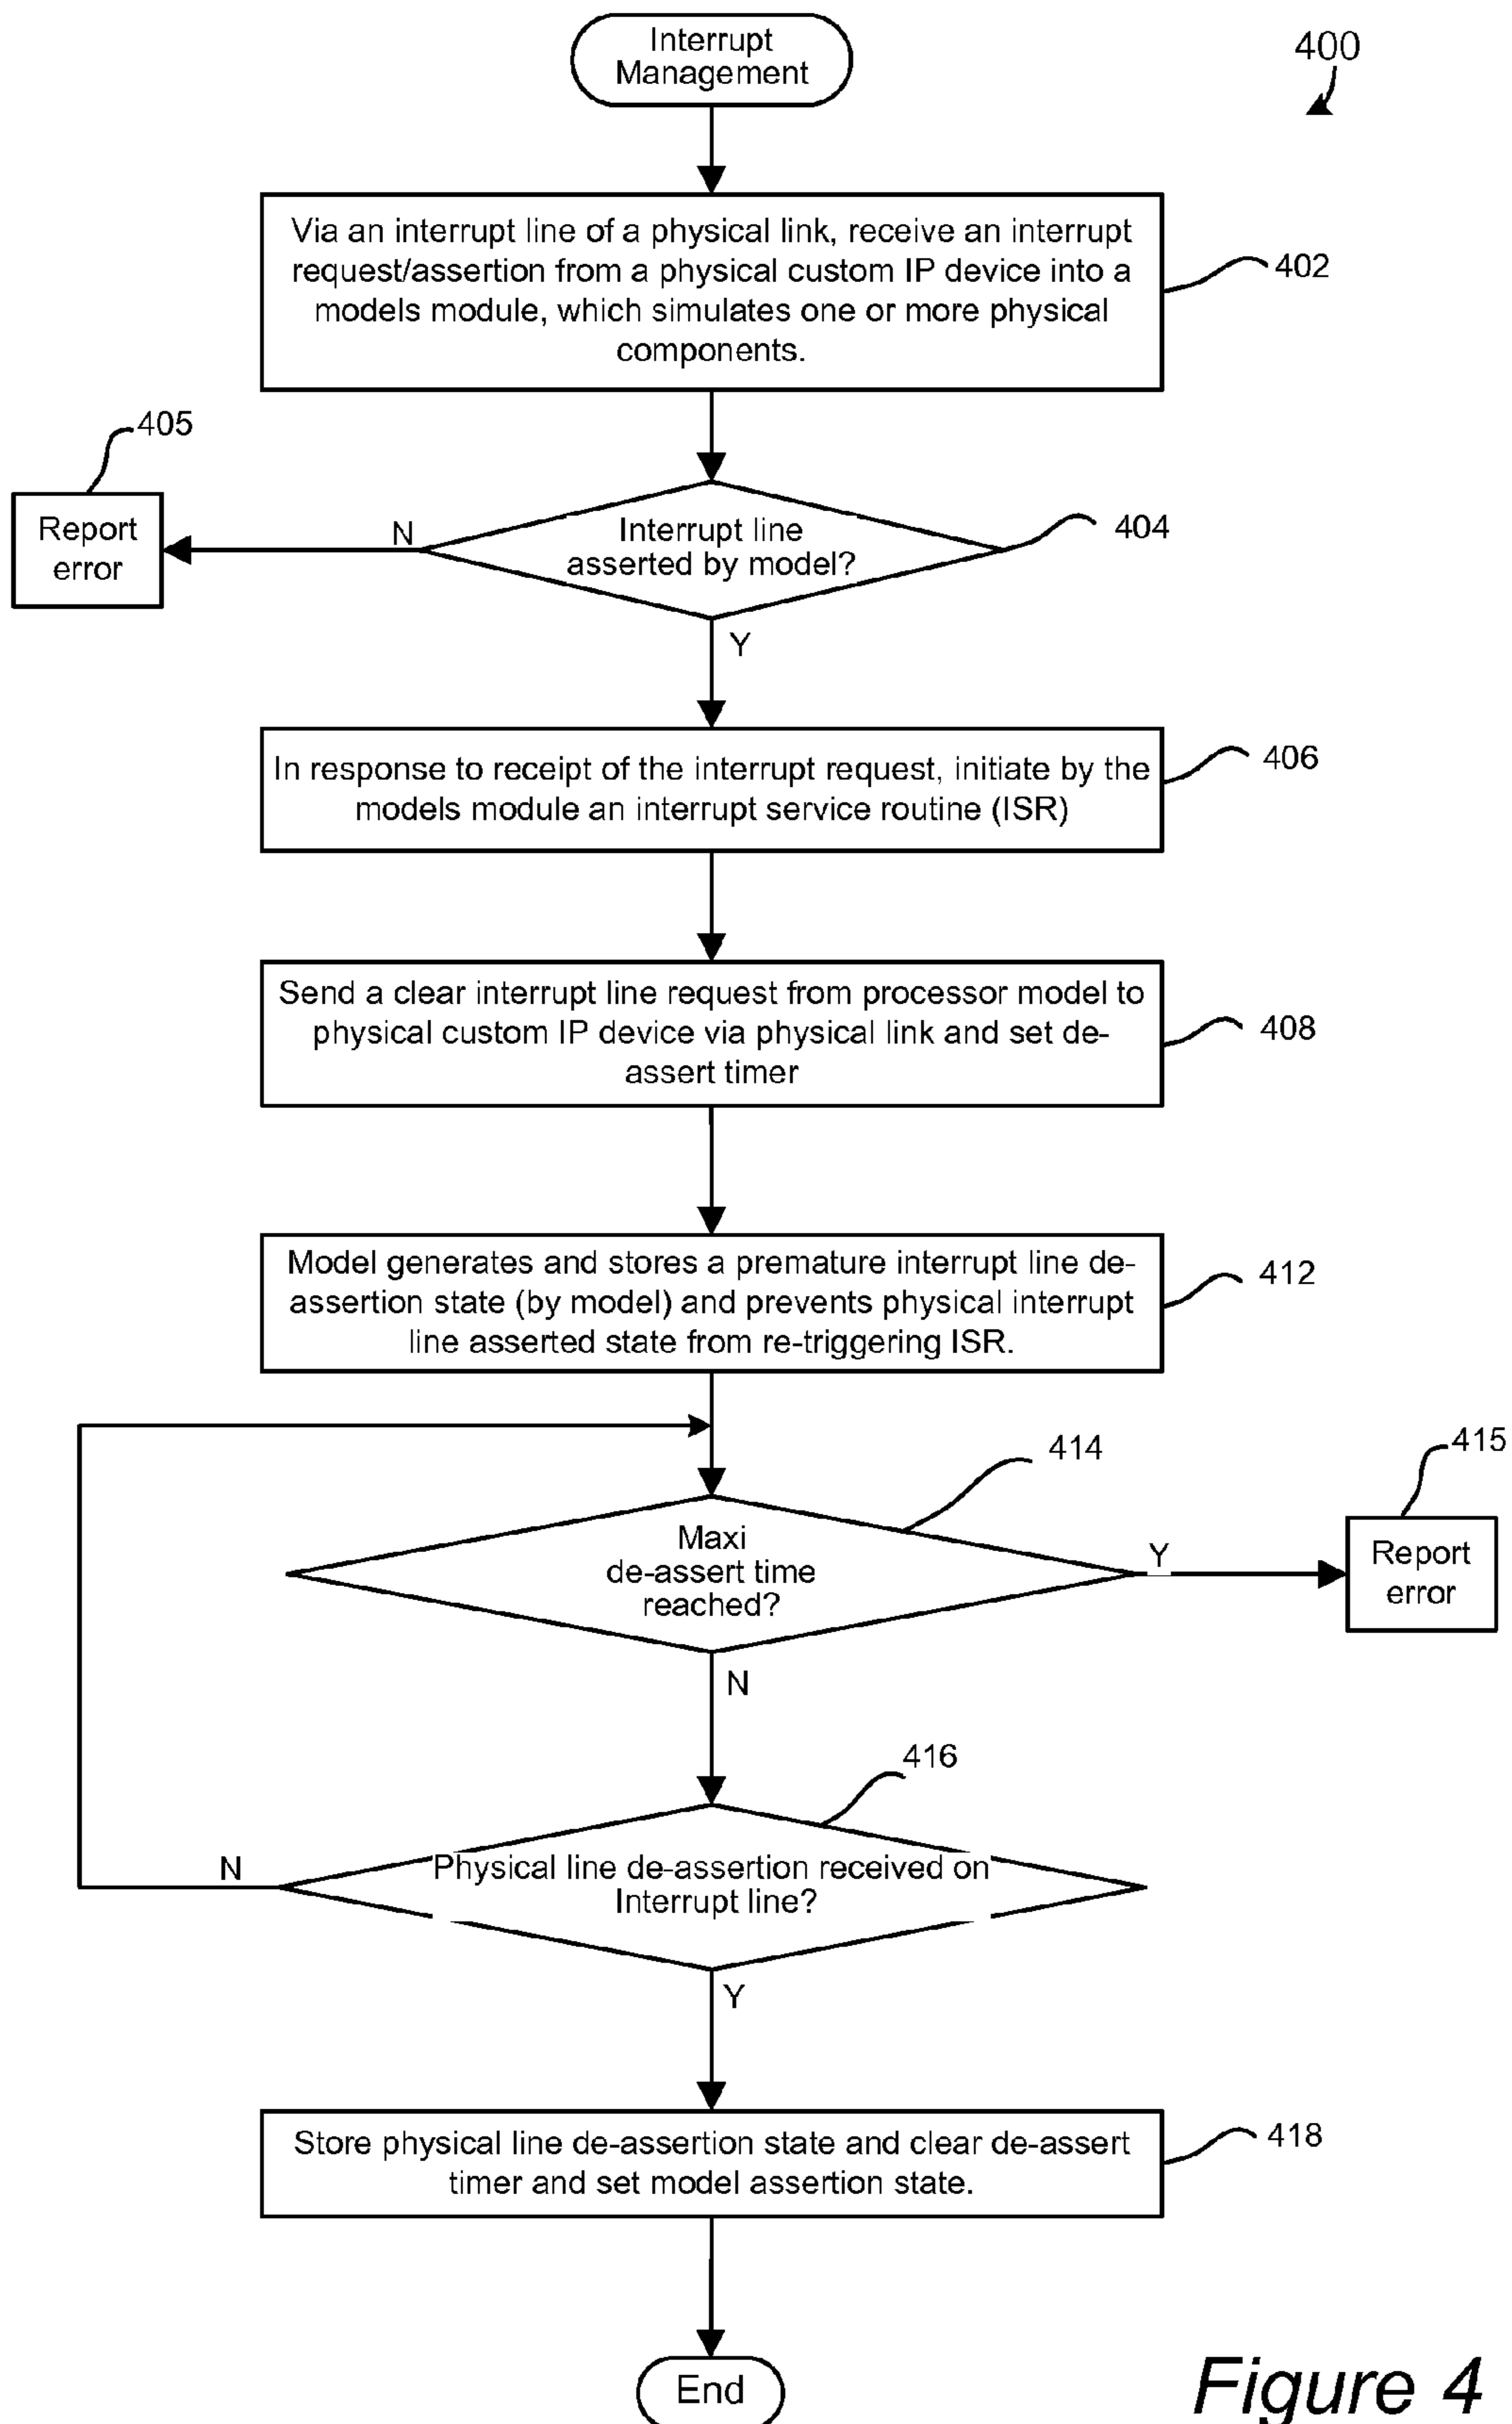 Interrupt
Management
400
Via an interrupt line of a physical link, receive an interrupt
request/assertion from a physical custom IP device into a
models module, which simulates one or more physical
components.
402
405
Report
error
N
Interrupt line
asserted by model?
404
Y
In response to receipt of the interrupt request, initiate by the
models module an interrupt service routine (ISR)
406
Send a clear interrupt line request from processor model to
physical custom IP device via physical link and set de-
assert timer
408
Model generates and stores a premature interrupt line de-
assertion state (by model) and prevents physical interrupt
line asserted state from re-triggering ISR.
412
414
415
Maxi
de-assert time
reached?
Y
Report
error
N
416
N
Physical line de-assertion received on
Interrupt line?
Y
Store physical line de-assertion state and clear de-assert
timer and set model assertion state.
418
End
Figure 4